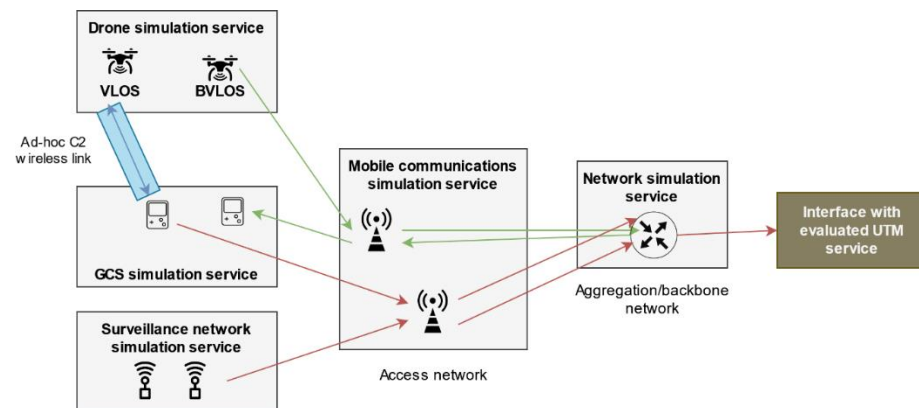 Drone simulation service
VLOS
BVLOS
Ad-hoc C2
wireless link
GCS simulation service
Surveillance network
simulation service
Mobile communications
simulation service
Access network
Network simulation
service
Aggregation/backbone
network
Interface with
evaluated UTM
service